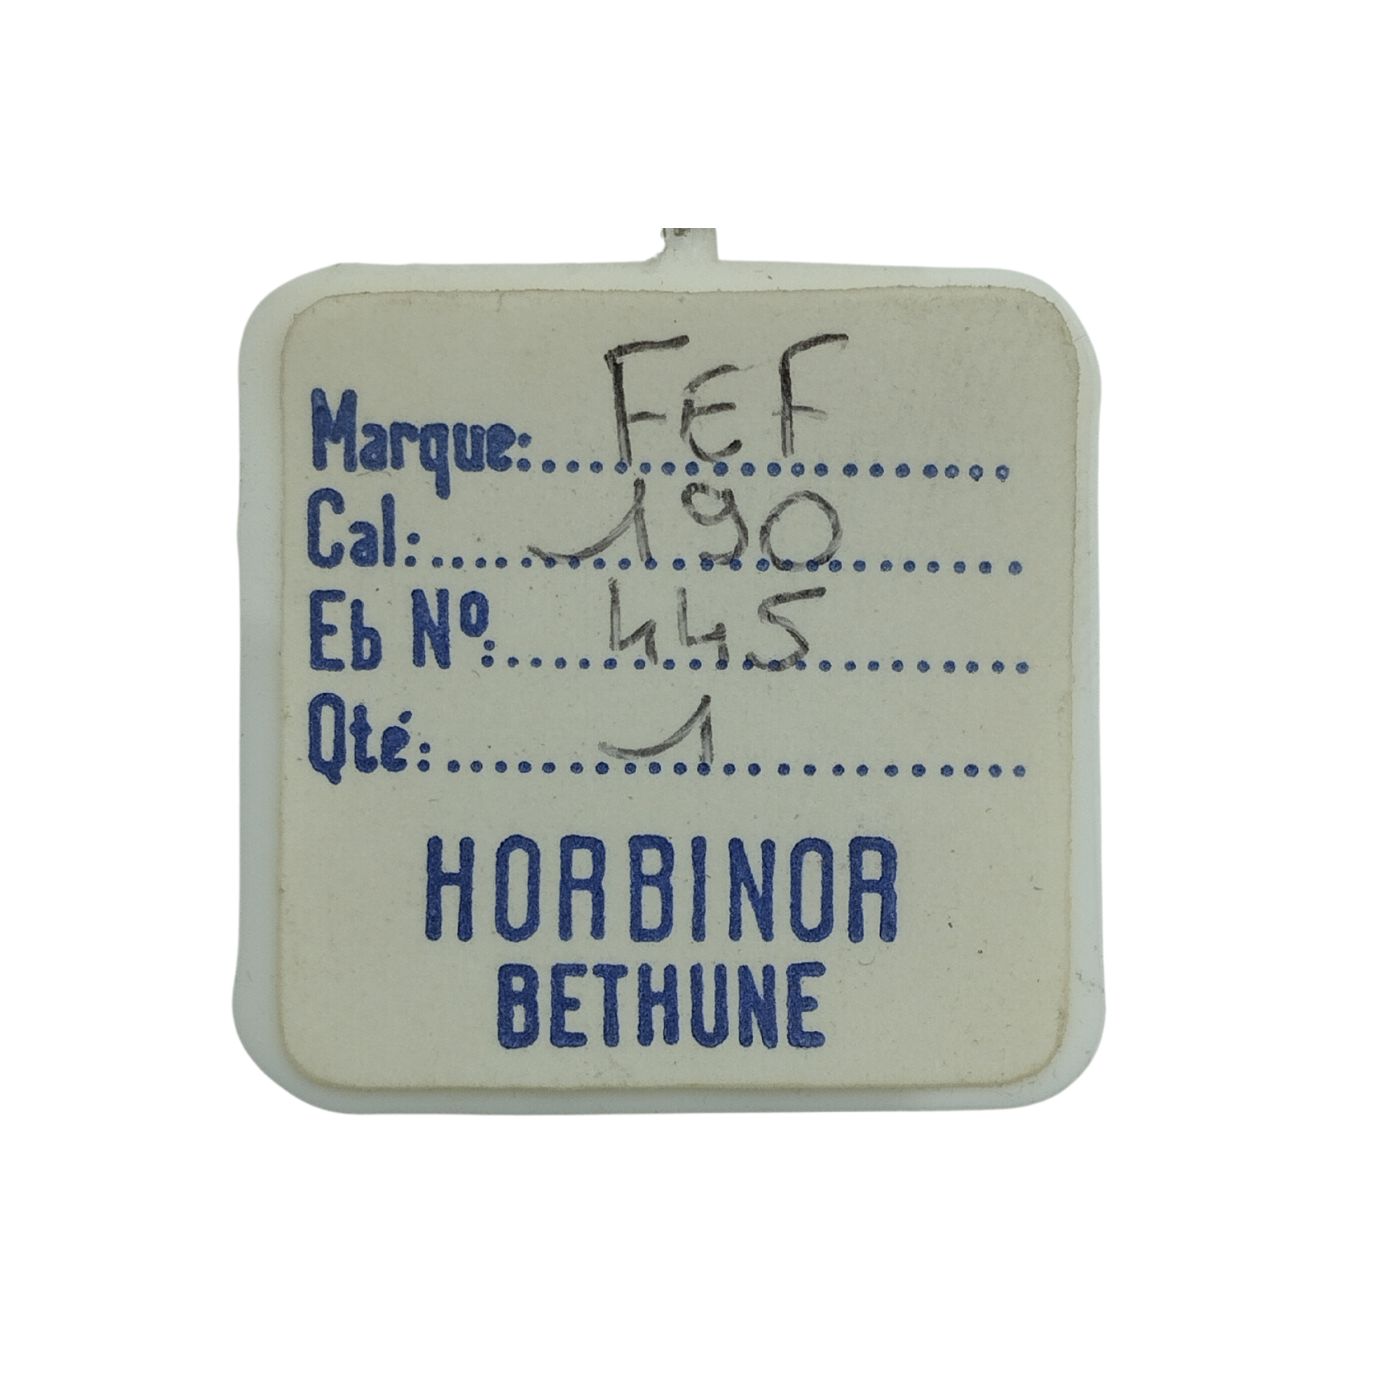 Marque: FEF
Cal: 190
Eb Nº: 445
Qté: 1
HORBINOR
BETHUNE